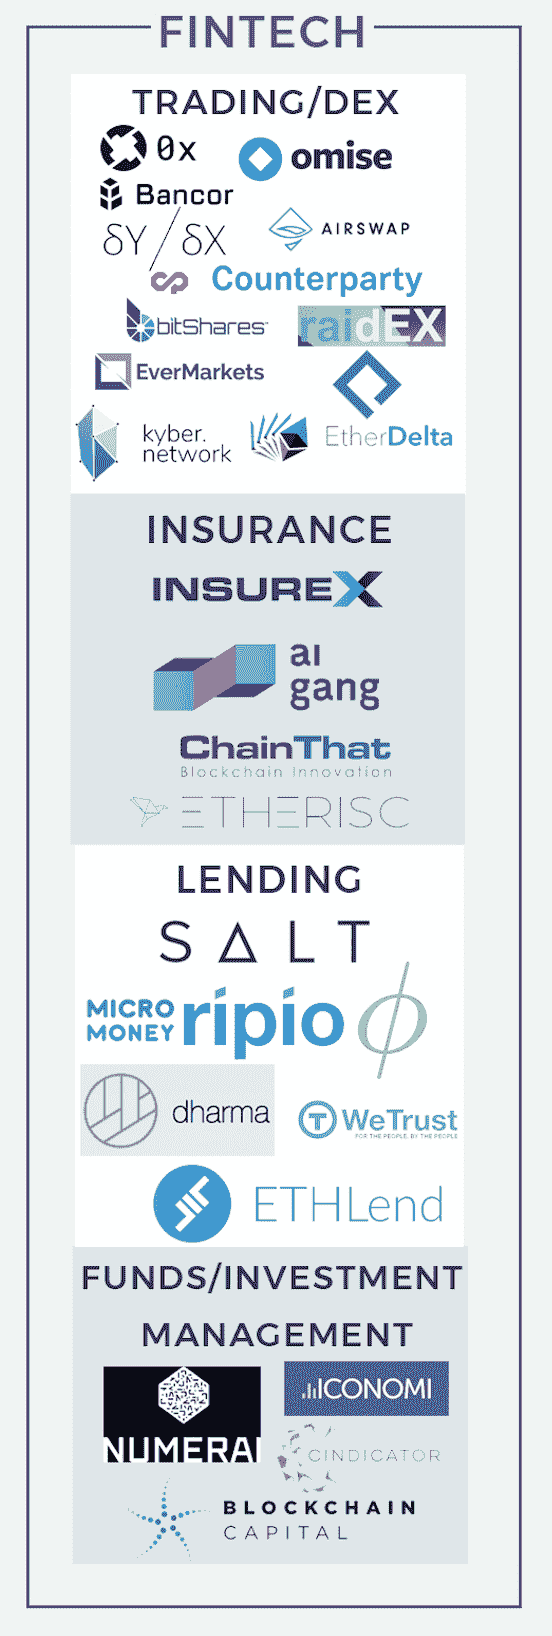 FINTECH
TRADING/DEX
0x
omise
Bancor
δY/δX
AIRSWAP
Counterparty
bitShares
raidEX
EverMarkets
kyber.
network
EtherDelta
INSURANCE
INSUREX
ai
gang
ChainThat
Blockchain Innovation
ETHERISC
LENDING
SALT
MICRO
MONEY
ripio
dharma
WeTrust
FOR THE PEOPLE, BY THE PEOPLE
ETHLend
FUNDS/INVESTMENT
MANAGEMENT
NUMERAI
ICONOMI
CINDICATOR
BLOCKCHAIN
CAPITAL